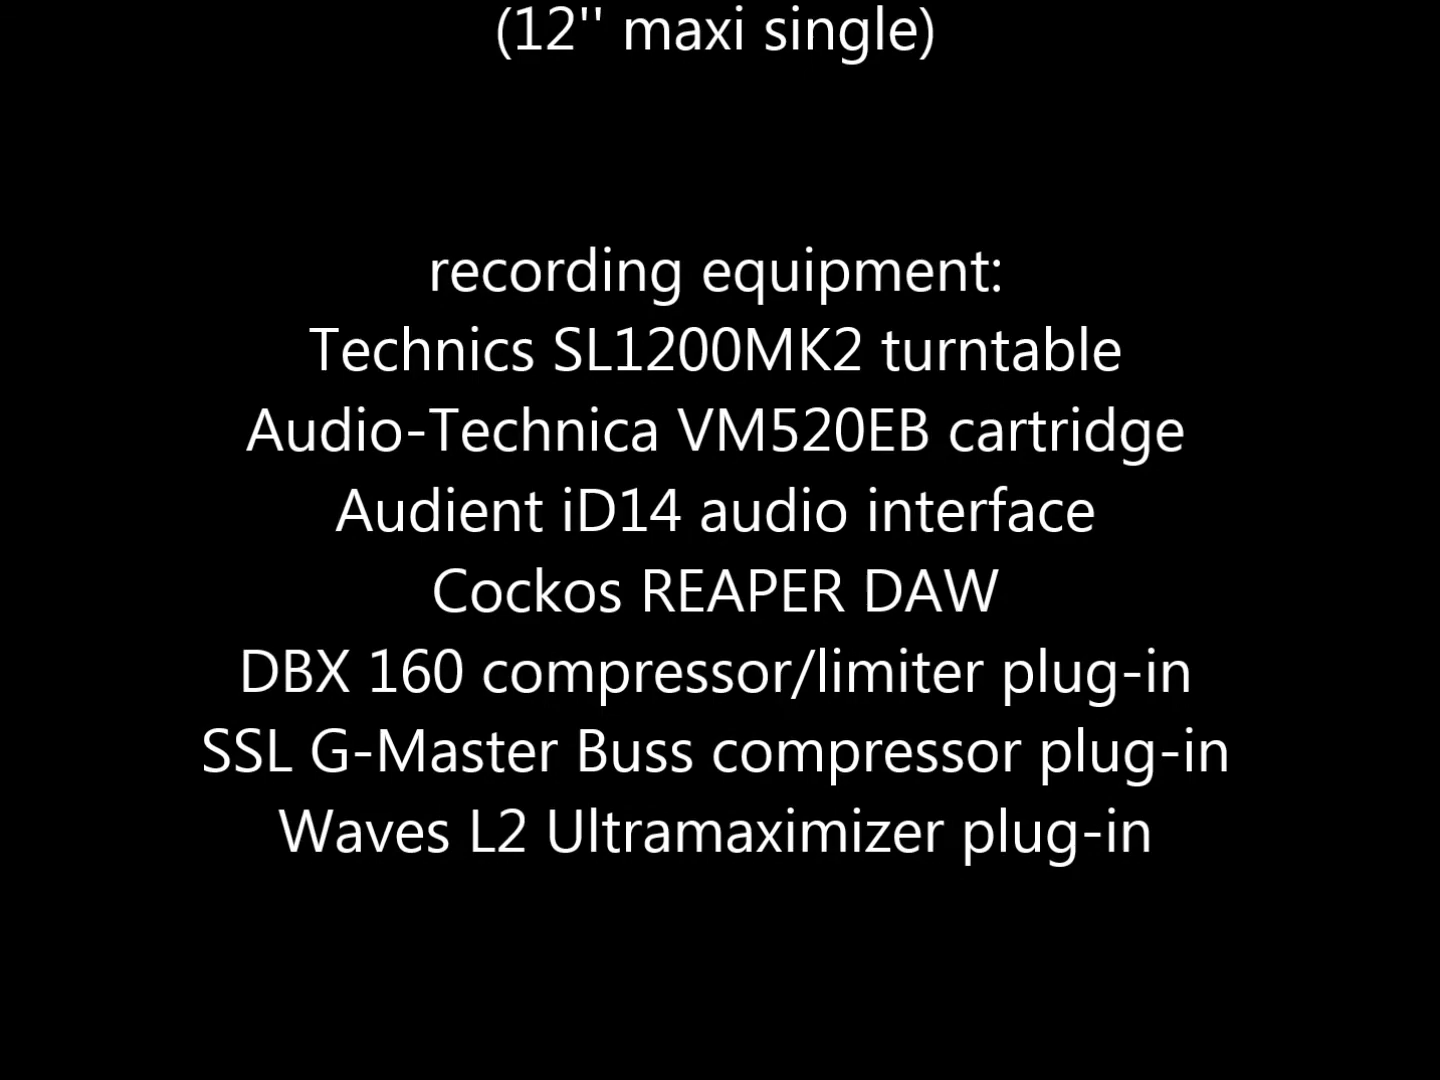 (12'' maxi single)
recording equipment:
Technics SL1200MK2 turntable
Audio-Technica VM520EB cartridge
Audient iD14 audio interface
Cockos REAPER DAW
DBX 160 compressor/limiter plug-in
SSL G-Master Buss compressor plug-in
Waves L2 Ultramaximizer plug-in